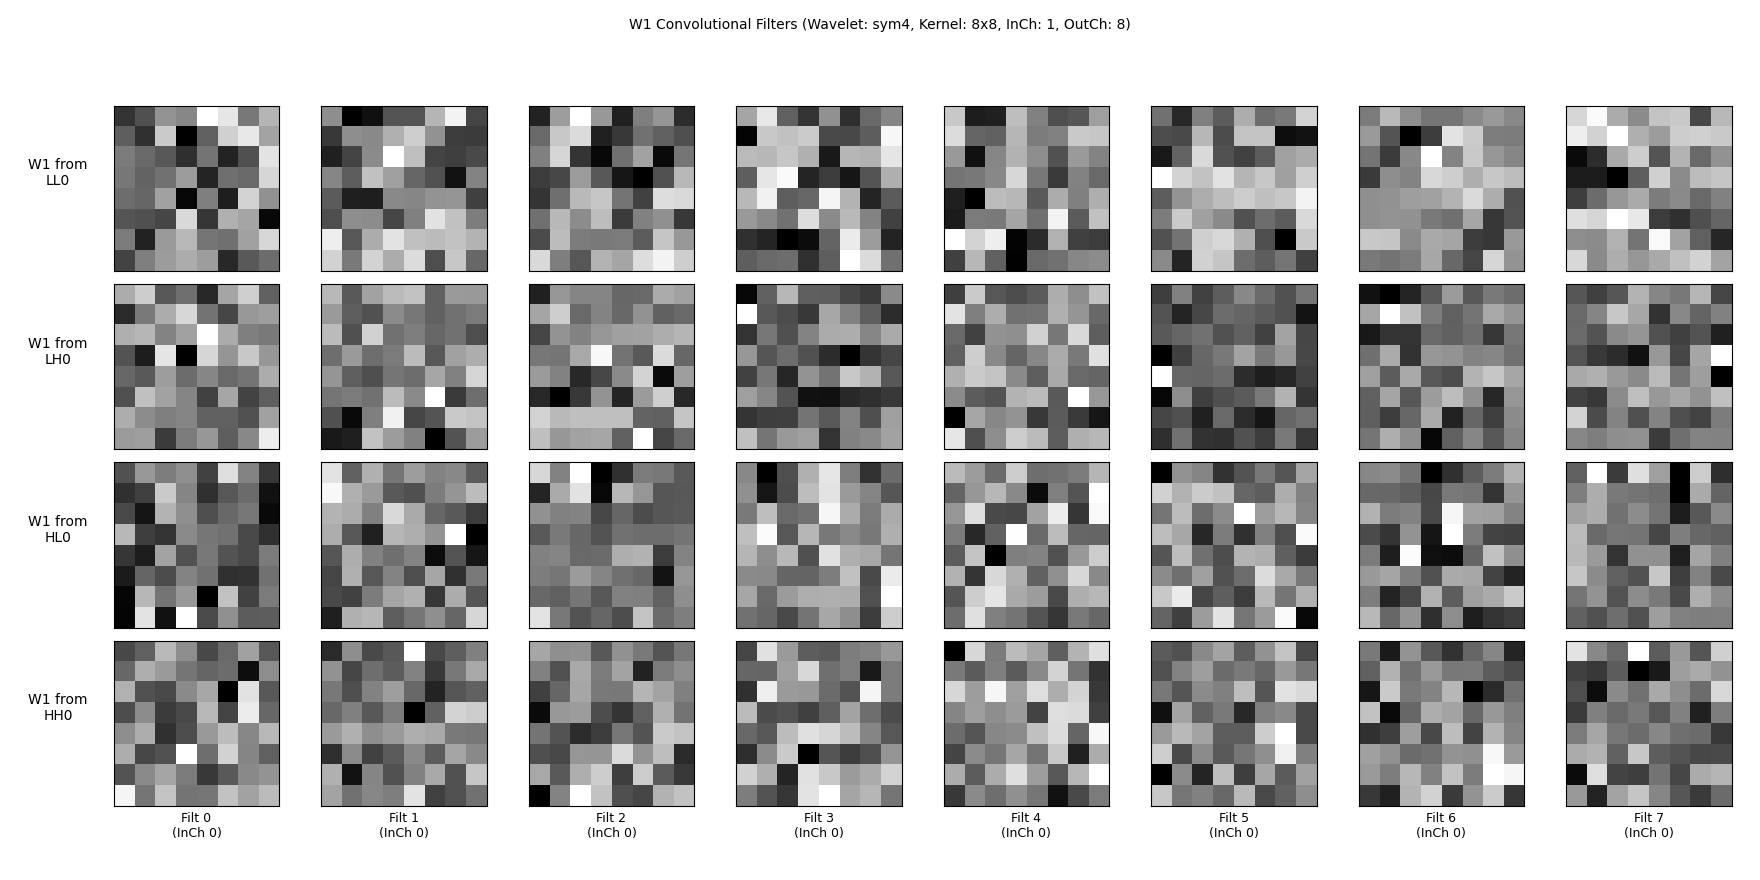 W1 Convolutional Filters (Wavelet: sym4, Kernel: 8x8, InCh: 1, OutCh: 8)
W1 from
LL0
W1 from
LH0
W1 from
HL0
W1 from
HH0
Filt 0
(InCh 0)
Filt 1
(InCh 0)
Filt 2
(InCh 0)
Filt 3
(InCh 0)
Filt 4
(InCh 0)
Filt 5
(InCh 0)
Filt 6
(InCh 0)
Filt 7
(InCh 0)